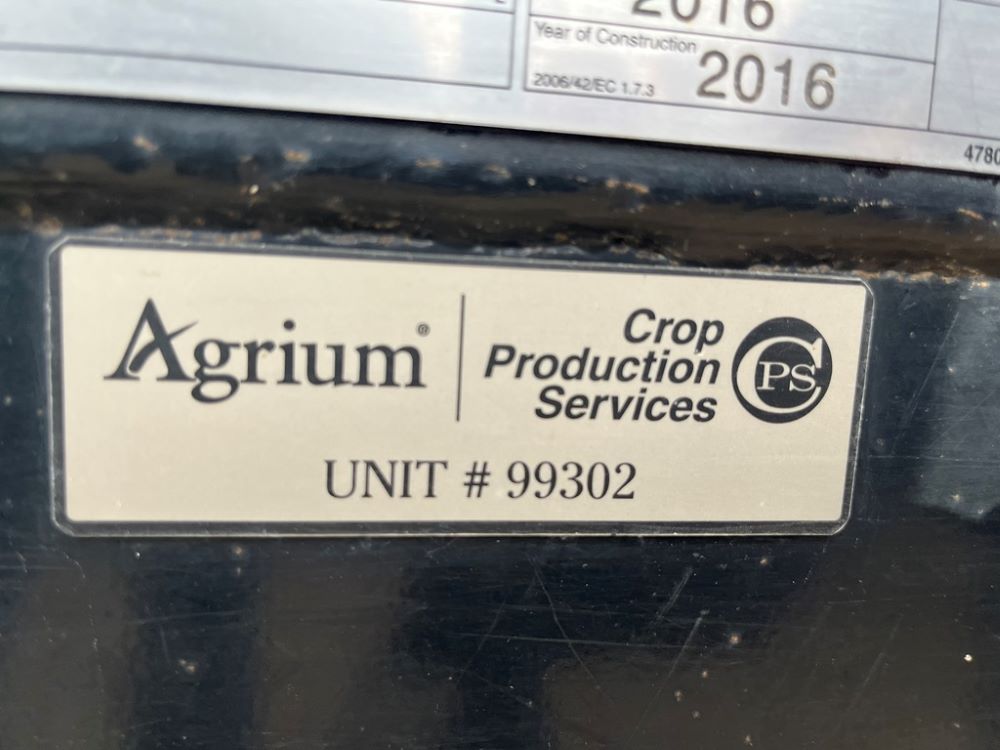 2016
Year of Construction
2006/42/EC 1.7.3 2016
4780
Agrium®
Crop
Production
Services
CPS
UNIT # 99302